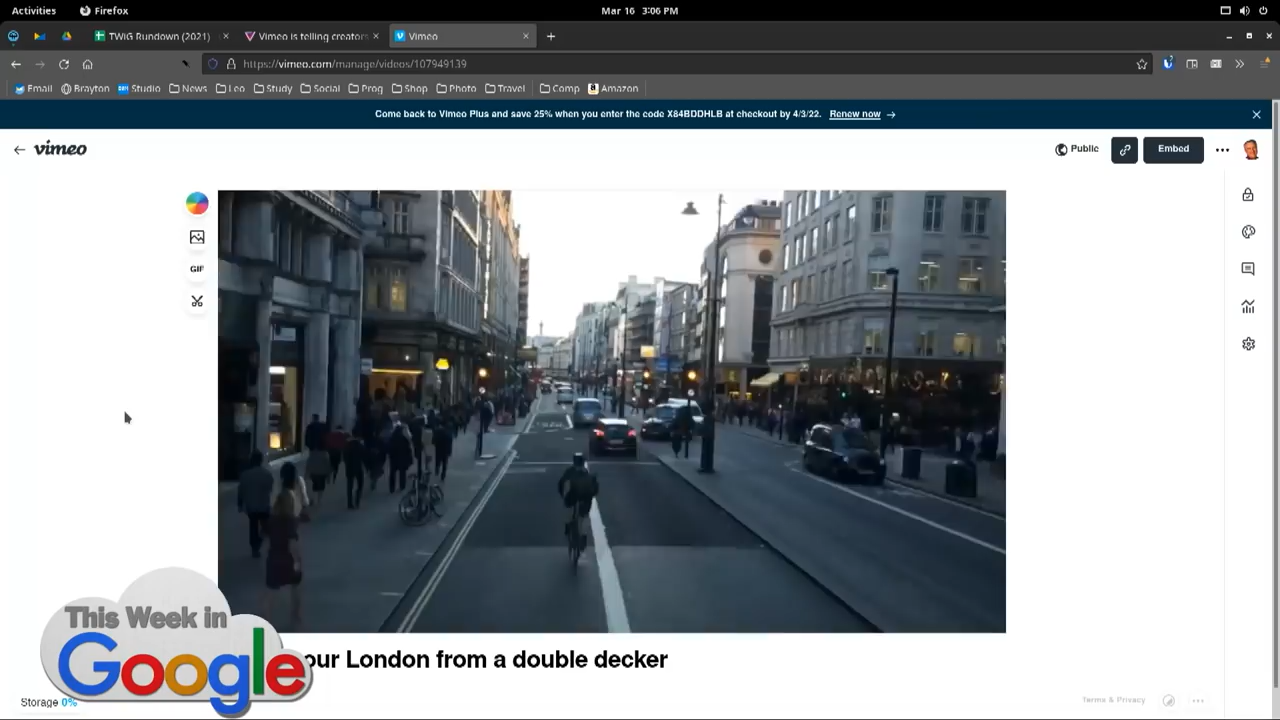 Activities
Firefox
Mar 16 3:06 PM
TWiG Rundown (2021)
Vimeo is telling creators
Vimeo
https://vimeo.com/manage/videos/107949139
Email
Brayton
Studio
News
Leo
Study
Social
Prog
Shop
Photo
Travel
Comp
Amazon
Come back to Vimeo Plus and save 25% when you enter the code X84BDDHLB at checkout by 4/3/22. Renew now →
vimeo
Public
Embed
GIF
This Week in
Google
our London from a double decker
Storage 0%
Terms & Privacy